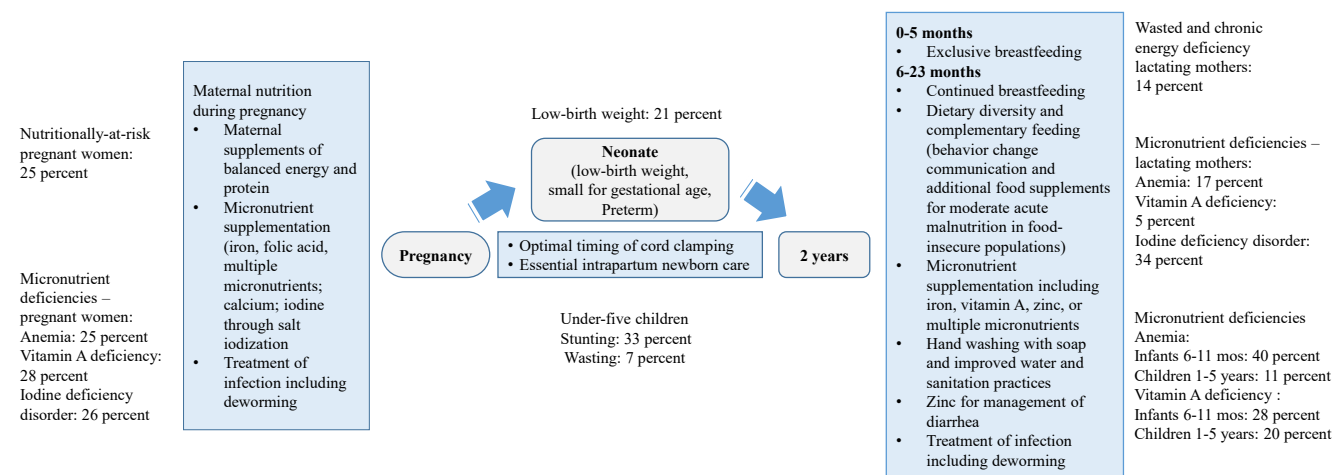 Nutritionally-at-risk
pregnant women:
25 percent
Micronutrient
deficiencies –
pregnant women:
Anemia: 25 percent
Vitamin A deficiency:
28 percent
Iodine deficiency
disorder: 26 percent
Maternal nutrition
during pregnancy
• Maternal
supplements of
balanced energy and
protein
• Micronutrient
supplementation
(iron, folic acid,
multiple
micronutrients;
calcium; iodine
through salt
iodization
• Treatment of
infection including
deworming
Pregnancy
Low-birth weight: 21 percent
Neonate
(low-birth weight,
small for gestational age,
Preterm)
• Optimal timing of cord clamping
• Essential intrapartum newborn care
Under-five children
Stunting: 33 percent
Wasting: 7 percent
2 years
0-5 months
• Exclusive breastfeeding
6-23 months
• Continued breastfeeding
• Dietary diversity and
complementary feeding
(behavior change
communication and
additional food supplements
for moderate acute
malnutrition in food-
insecure populations)
• Micronutrient
supplementation including
iron, vitamin A, zinc, or
multiple micronutrients
• Hand washing with soap
and improved water and
sanitation practices
• Zinc for management of
diarrhea
• Treatment of infection
including deworming
Wasted and chronic
energy deficiency
lactating mothers:
14 percent
Micronutrient deficiencies –
lactating mothers:
Anemia: 17 percent
Vitamin A deficiency:
5 percent
Iodine deficiency disorder:
34 percent
Micronutrient deficiencies
Anemia:
Infants 6-11 mos: 40 percent
Children 1-5 years: 11 percent
Vitamin A deficiency :
Infants 6-11 mos: 28 percent
Children 1-5 years: 20 percent